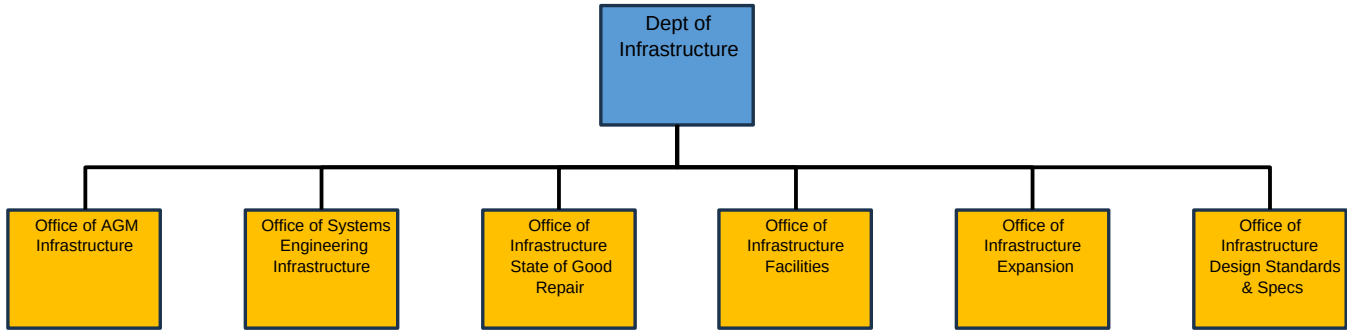 Dept of
Infrastructure
Office of AGM
Infrastructure
Office of Systems
Engineering
Infrastructure
Office of
Infrastructure
State of Good
Repair
Office of
Infrastructure
Facilities
Office of
Infrastructure
Expansion
Office of
Infrastructure
Design Standards
& Specs